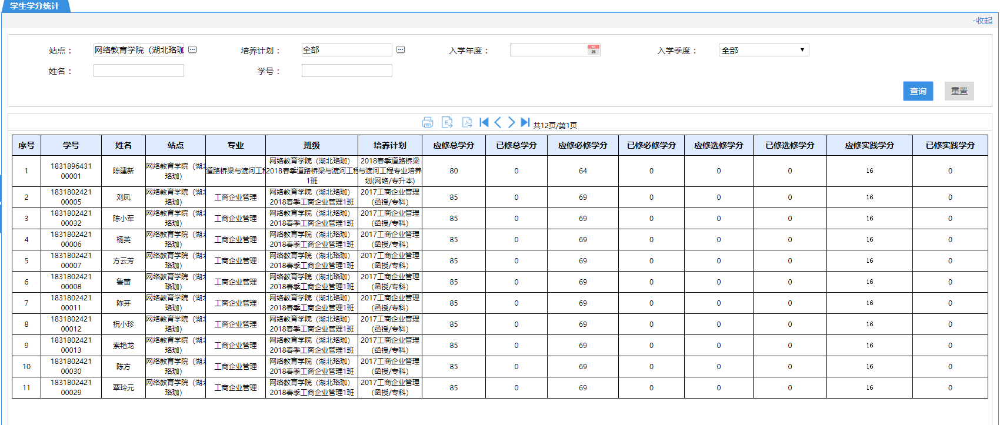 学生学分统计
-收起
站点： 网络教育学院（湖北珞珈 培养计划： 全部 入学年度： 入学季度： 全部
姓名： 学号：
查询 重置
共12页/第1页
序号 学号 姓名 站点 专业 班级 培养计划 应修总学分 已修总学分 应修必修学分 已修必修学分 应修选修学分 已修选修学分 应修实践学分 已修实践学分
1 183189643100001 陈建新 网络教育学院（湖北珞珈) 道路桥梁与渡河工程 网络教育学院（湖北珞珈）2018春季道路桥梁与渡河工程1班 2018春季道路桥梁与渡河工程专业培养划(网络/专升本) 80 0 64 0 0 0 16 0
2 183180242100005 刘凤 网络教育学院（湖北珞珈) 工商企业管理 网络教育学院（湖北珞珈）2018春季工商企业管理1班 2017工商企业管理（函授/专科） 85 0 69 0 0 0 16 0
3 183180242100032 陈小军 网络教育学院（湖北珞珈) 工商企业管理 网络教育学院（湖北珞珈）2018春季工商企业管理1班 2017工商企业管理（函授/专科） 85 0 69 0 0 0 16 0
4 183180242100006 杨英 网络教育学院（湖北珞珈) 工商企业管理 网络教育学院（湖北珞珈）2018春季工商企业管理1班 2017工商企业管理（函授/专科） 85 0 69 0 0 0 16 0
5 183180242100007 方云芳 网络教育学院（湖北珞珈) 工商企业管理 网络教育学院（湖北珞珈）2018春季工商企业管理1班 2017工商企业管理（函授/专科） 85 0 69 0 0 0 16 0
6 183180242100008 鲁蕾 网络教育学院（湖北珞珈) 工商企业管理 网络教育学院（湖北珞珈）2018春季工商企业管理1班 2017工商企业管理（函授/专科） 85 0 69 0 0 0 16 0
7 183180242100011 陈芬 网络教育学院（湖北珞珈) 工商企业管理 网络教育学院（湖北珞珈）2018春季工商企业管理1班 2017工商企业管理（函授/专科） 85 0 69 0 0 0 16 0
8 183180242100012 祝小珍 网络教育学院（湖北珞珈) 工商企业管理 网络教育学院（湖北珞珈）2018春季工商企业管理1班 2017工商企业管理（函授/专科） 85 0 69 0 0 0 16 0
9 183180242100013 索艳龙 网络教育学院（湖北珞珈) 工商企业管理 网络教育学院（湖北珞珈）2018春季工商企业管理1班 2017工商企业管理（函授/专科） 85 0 69 0 0 0 16 0
10 183180242100030 陈方 网络教育学院（湖北珞珈) 工商企业管理 网络教育学院（湖北珞珈）2018春季工商企业管理1班 2017工商企业管理（函授/专科） 85 0 69 0 0 0 16 0
11 183180242100029 覃玲元 网络教育学院（湖北珞珈) 工商企业管理 网络教育学院（湖北珞珈）2018春季工商企业管理1班 2017工商企业管理（函授/专科） 85 0 69 0 0 0 16 0